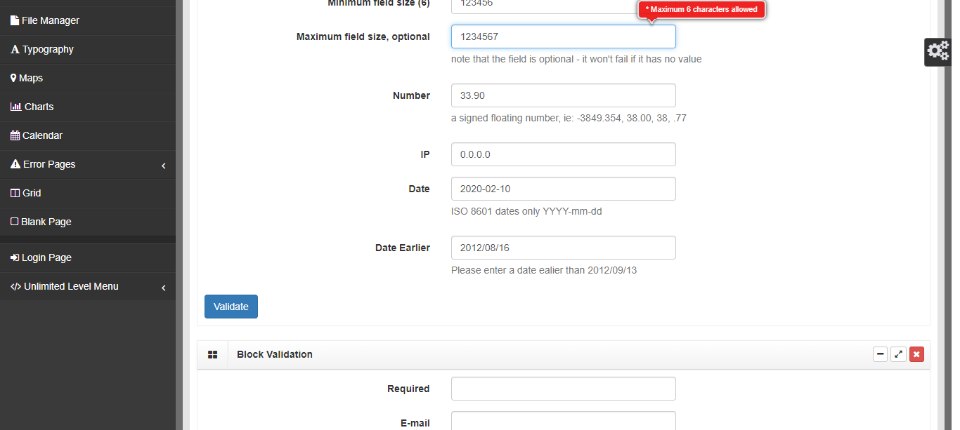 Minimum field size (6)
123456
* Maximum 6 characters allowed
File Manager
Maximum field size, optional
1234567
Typography
note that the field is optional - it won't fail if it has no value
Maps
Number
33.90
Charts
a signed floating number, ie: -3849.354, 38.00, 38, .77
Calendar
IP
0.0.0.0
Error Pages
Date
2020-02-10
Grid
ISO 8601 dates only YYYY-mm-dd
Blank Page
Date Earlier
2012/08/16
Login Page
Please enter a date ealier than 2012/09/13
Unlimited Level Menu
Validate
Block Validation
Required
E-mail